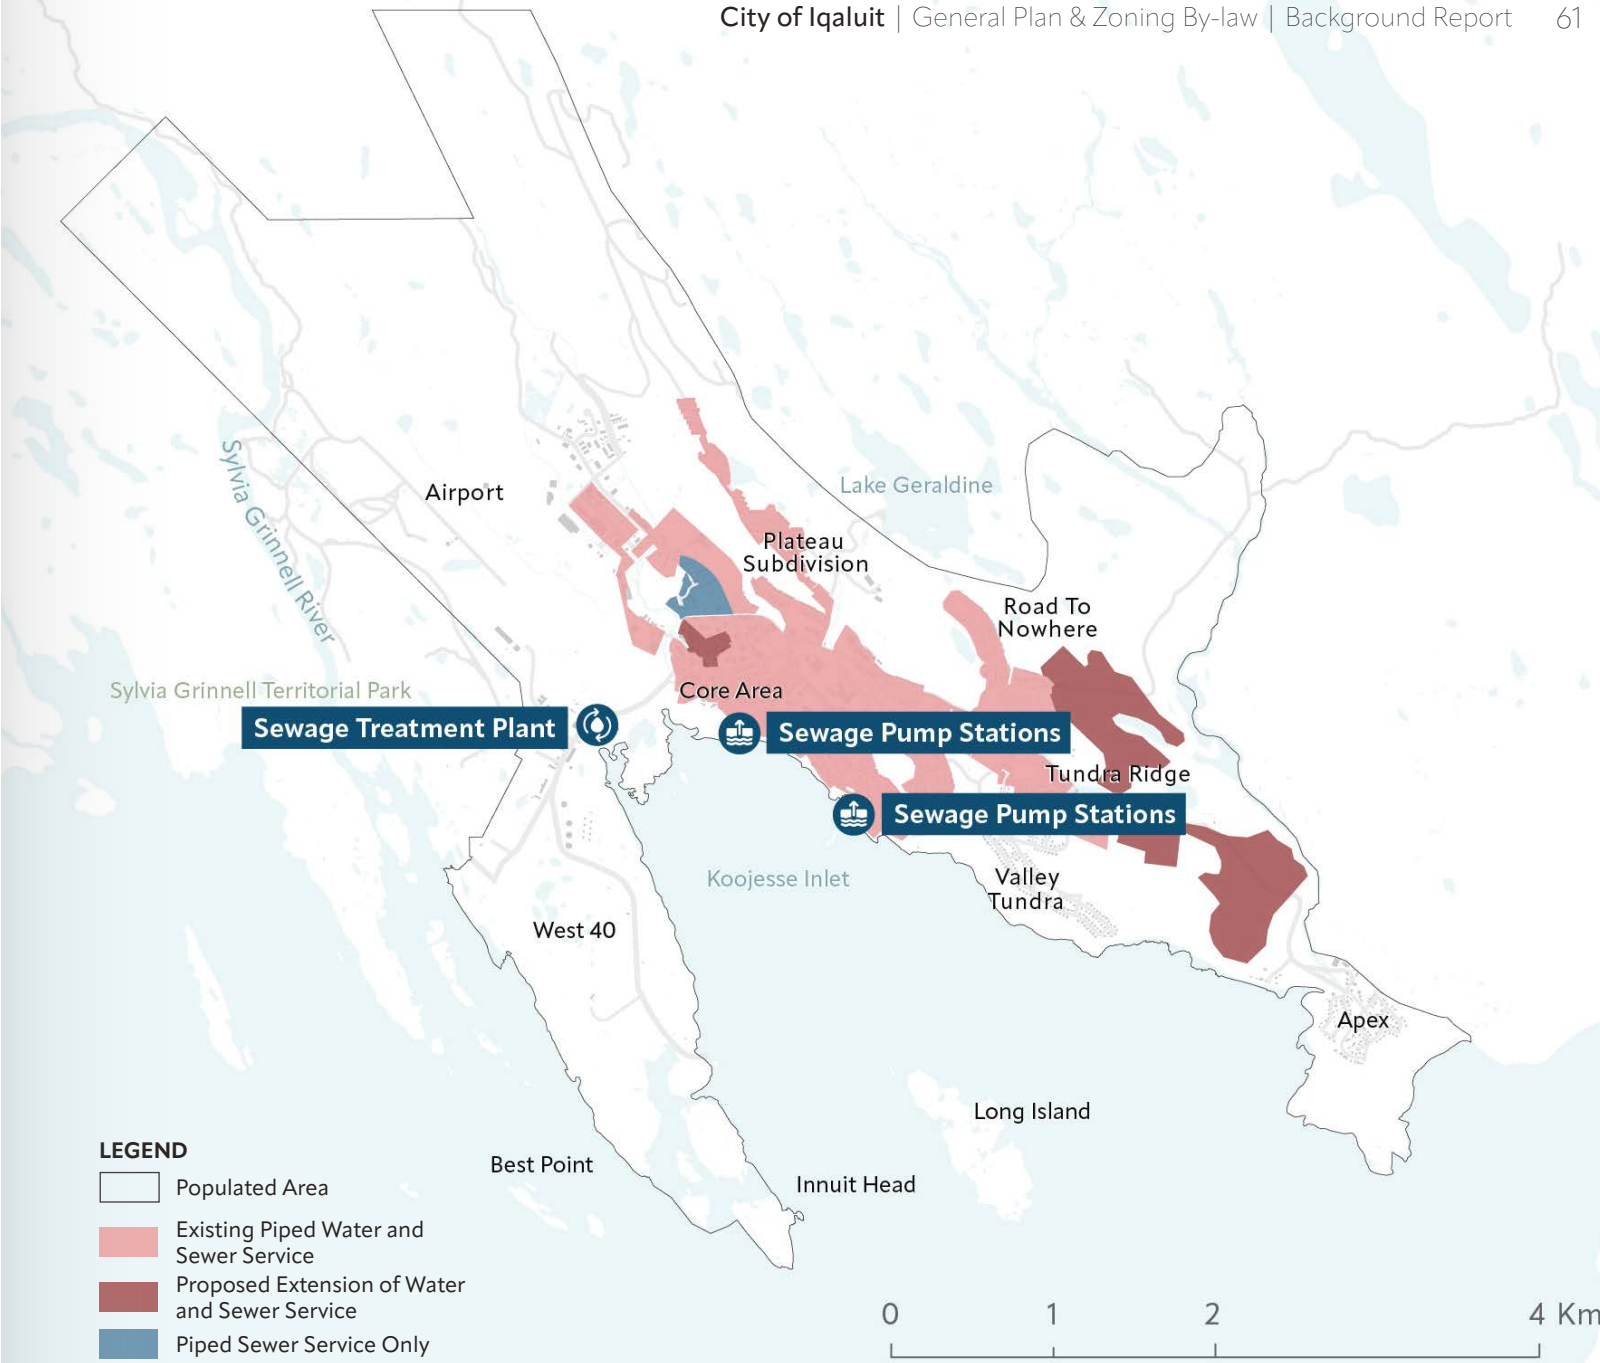 City of Iqaluit | General Plan & Zoning By-law | Background Report 61
Lake Geraldine
Airport
Sylvia Grinnell River
Plateau
Subdivision
Road To
Nowhere
Sylvia Grinnell Territorial Park
Core Area
Sewage Treatment Plant
Sewage Pump Stations
Tundra Ridge
Sewage Pump Stations
Koojesse Inlet
Valley
Tundra
West 40
Apex
Long Island
Best Point
Innuit Head
LEGEND
Populated Area
Existing Piped Water and
Sewer Service
Proposed Extension of Water
and Sewer Service
Piped Sewer Service Only
0 1 2 4 Km